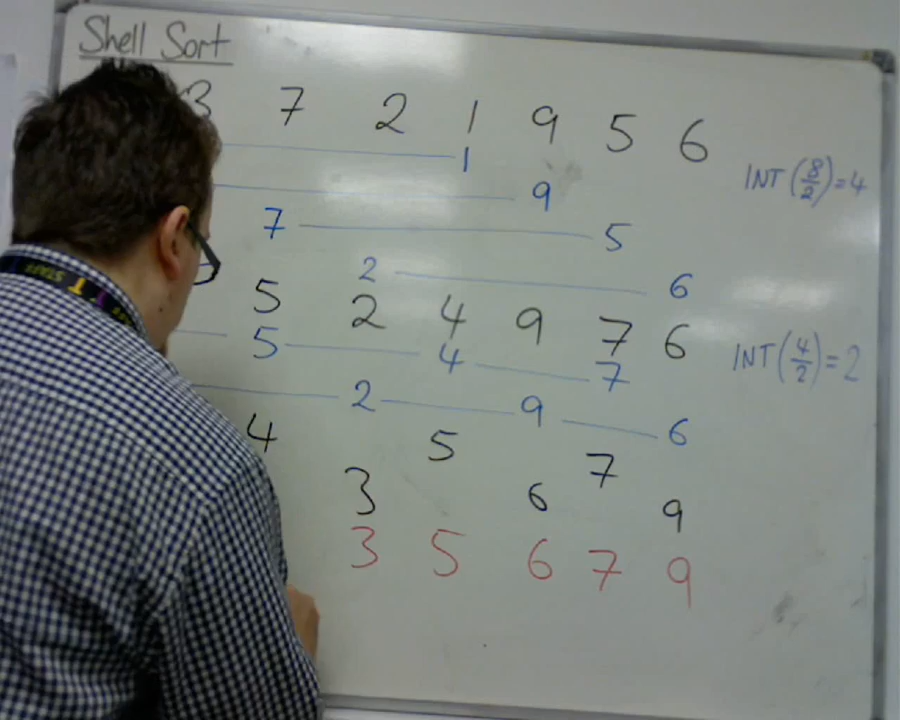 Shell Sort
3 7 2 1 9 5 6
1
INT(8/2)=4
9
7 5
2 6
5 2 4 9 7 6
5 4 7
INT(4/2)=2
2 9 6
4 5 7
3 6 9
3 5 6 7 9
STAFF